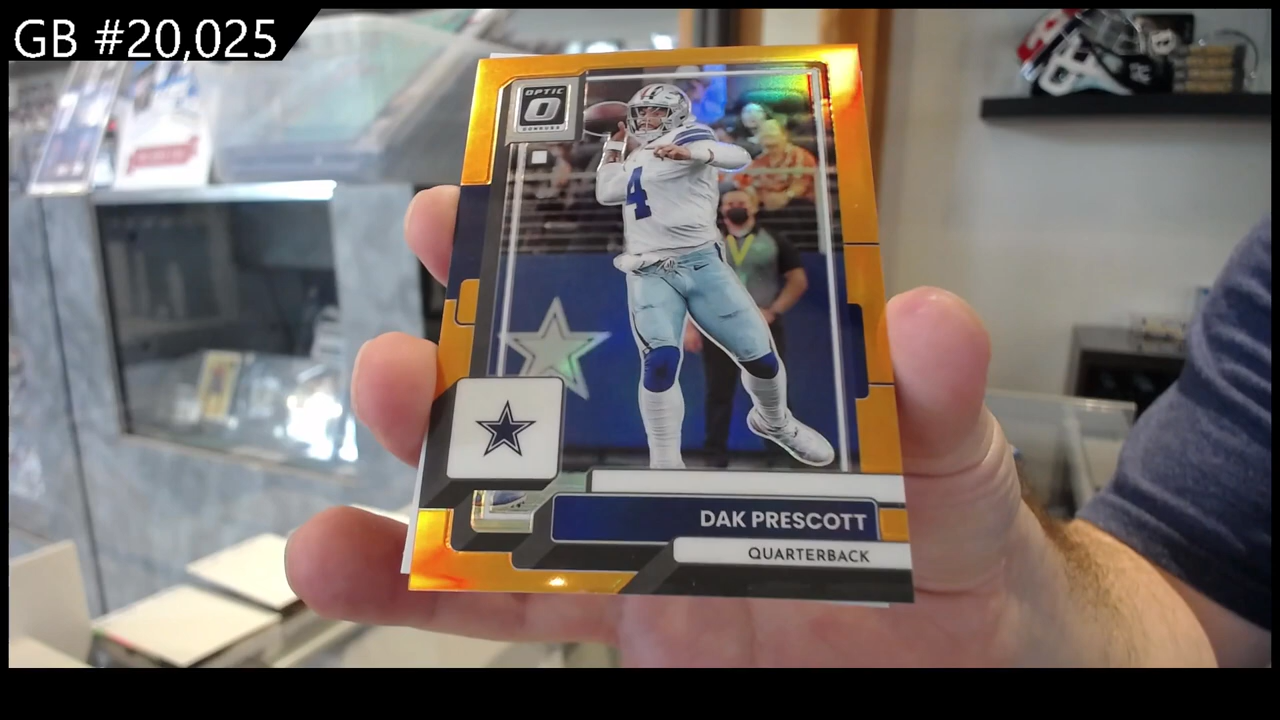 GB #20,025
OPTIC
DONRUSS
4
DAK PRESCOTT
QUARTERBACK